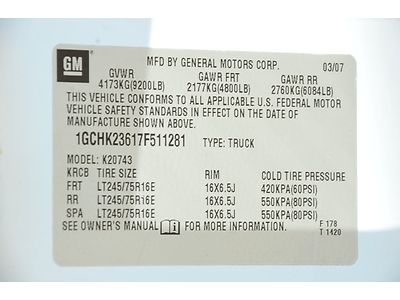 GM
MFD BY GENERAL MOTORS CORP. 03/07
GVWR GAWR FRT GAWR RR
4173KG(9200LB) 2177KG(4800LB) 2760KG(6084LB)
THIS VEHICLE CONFORMS TO ALL APPLICABLE U.S. FEDERAL MOTOR
VEHICLE SAFETY STANDARDS IN EFFECT ON THE DATE OF
MANUFACTURE SHOWN ABOVE.
1GCHK23617F511281 TYPE: TRUCK
MODEL: K20743
KRCB TIRE SIZE RIM COLD TIRE PRESSURE
FRT LT245/75R16E 16X6.5J 420KPA(60PSI)
RR LT245/75R16E 16X6.5J 550KPA(80PSI)
SPA LT245/75R16E 16X6.5J 550KPA(80PSI)
SEE OWNER'S MANUAL i FOR MORE INFORMATION. F 178
T 1420